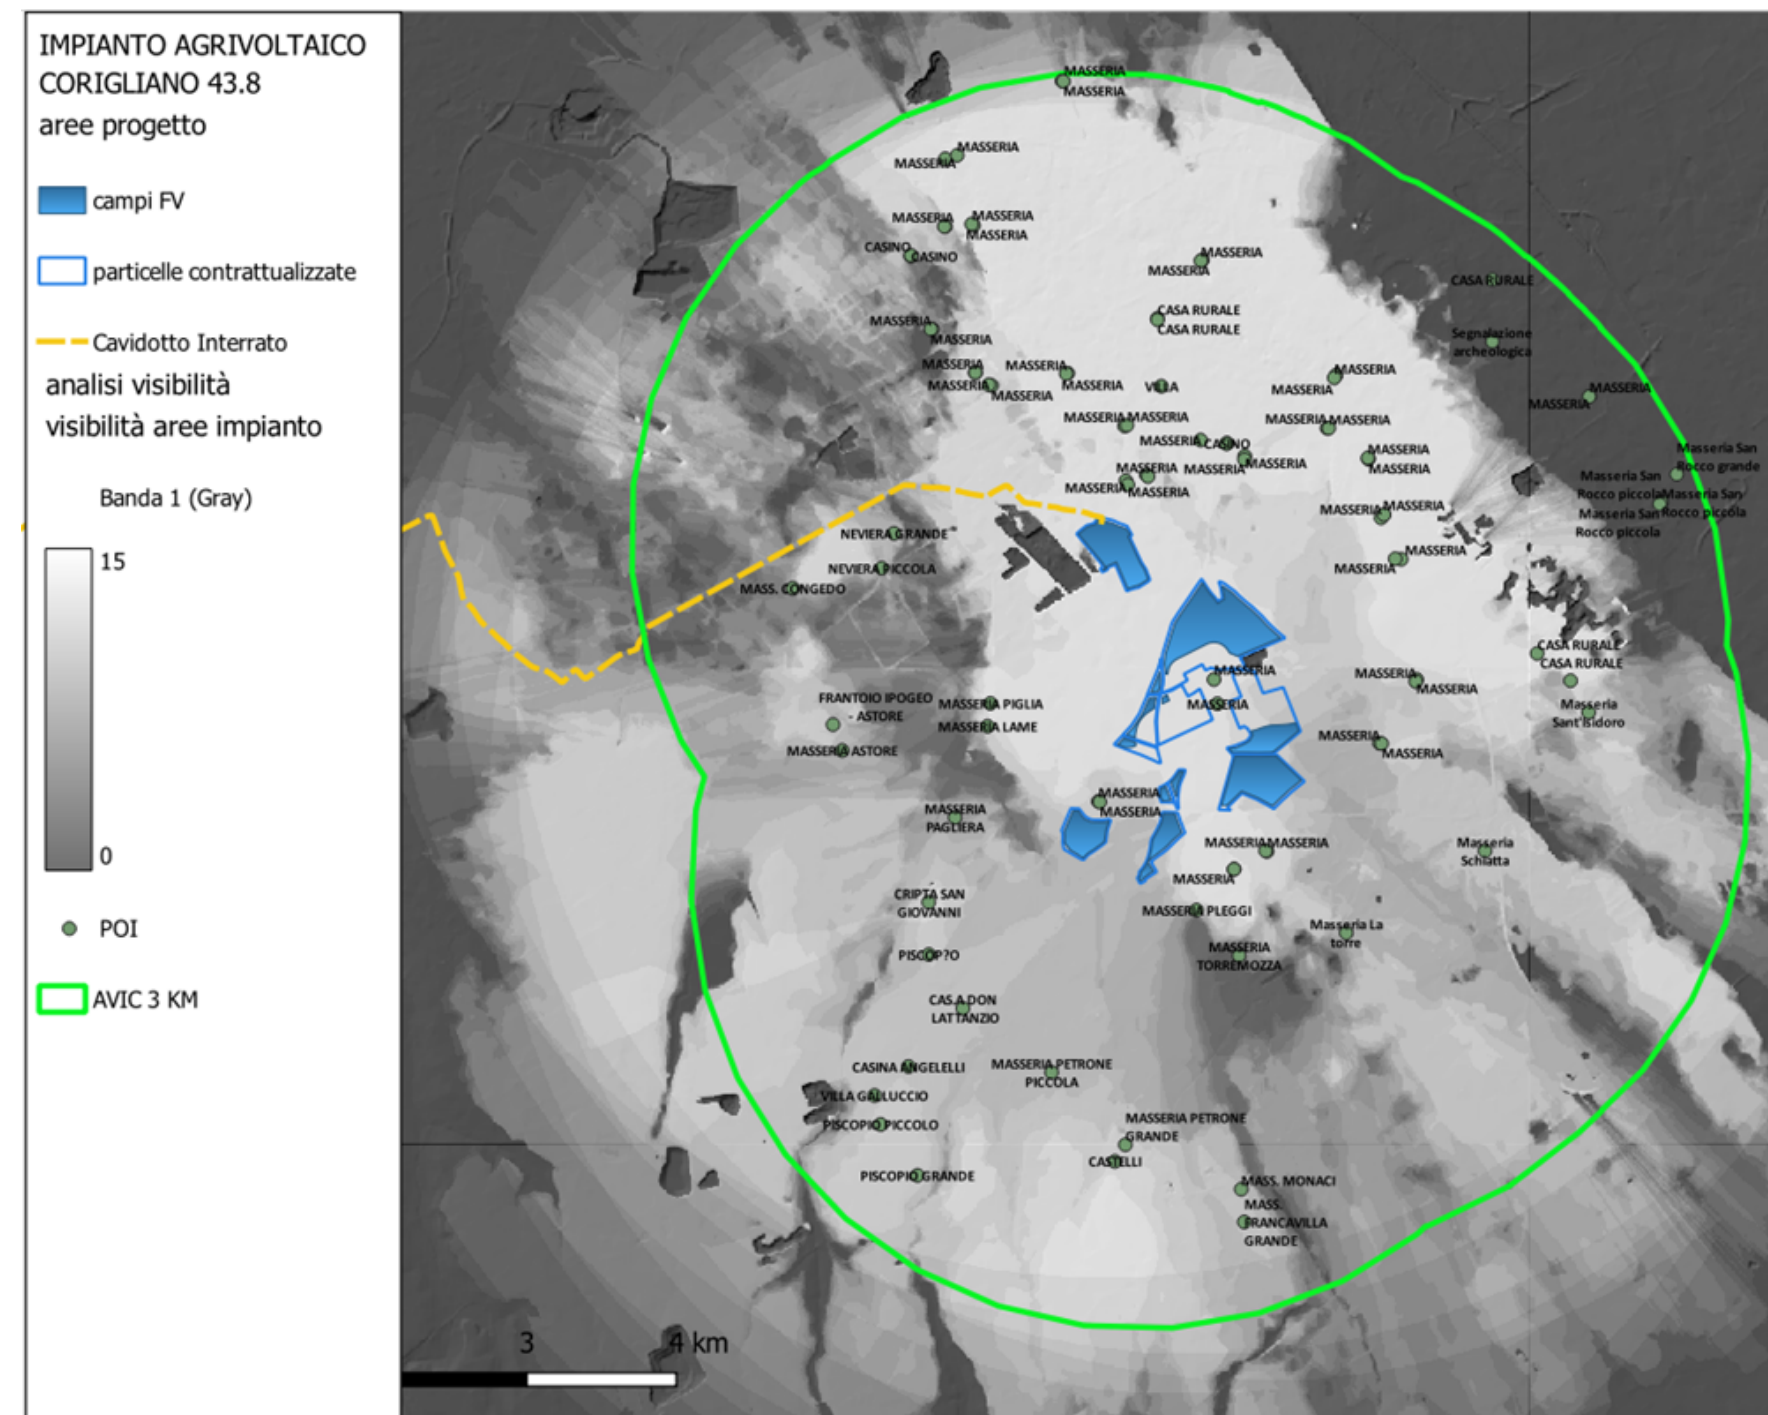 IMPIANTO AGRIVOLTAICO
CORIGLIANO 43.8
aree progetto
campi FV
particelle contrattualizzate
Cavidotto Interrato
analisi visibilità
visibilità aree impianto
Banda 1 (Gray)
15
0
POI
AVIC 3 KM
3
4 km
MASSERIA
MASSERIA
MASSERIA
MASSERIA
MASSERIA
MASSERIA
MASSERIA
CASINO
CASINO
MASSERIA
MASSERIA
CASA RURALE
CASA RURALE
CASA RURALE
MASSERIA
MASSERIA
Segnalazione
archeologica
MASSERIA
MASSERIA
MASSERIA
MASSERIA
MASSERIA
VILLA
MASSERIA
MASSERIA
MASSERIA
MASSERIA
MASSERIA
MASSERIA
MASSERIA
MASSERIA
MASSERIA
CASINO
MASSERIA
MASSERIA
MASSERIA
MASSERIA
Masseria San
Rocco grande
MASSERIA
MASSERIA
MASSERIA
Masseria San
Rocco piccola
Masseria San
Rocco piccola
Masseria San
Rocco piccola
MASSERIA
MASSERIA
NEVIERA GRANDE
MASSERIA
MASSERIA
NEVIERA PICCOLA
MASS. CONGEDO
CASA RURALE
CASA RURALE
MASSERIA
MASSERIA
MASSERIA
FRANTOIO IPOGEO
- ASTORE
MASSERIA PIGLIA
MASSERIA
Masseria
Sant'Isidoro
MASSERIA LAME
MASSERIA ASTORE
MASSERIA
MASSERIA
MASSERIA
MASSERIA
MASSERIA
PAGLIERA
MASSERIA
MASSERIA
Masseria
Schiatta
MASSERIA
CRIPTA SAN
GIOVANNI
MASSERIA PLEGGI
Masseria La
torre
PISCOP?O
MASSERIA
TORREMOZZA
CAS.A DON
LATTANZIO
CASINA ANGELELLI
MASSERIA PETRONE
PICCOLA
VILLA GALLUCCIO
PISCOPIO PICCOLO
MASSERIA PETRONE
GRANDE
CASTELLI
PISCOPIO GRANDE
MASS. MONACI
MASS.
FRANCAVILLA
GRANDE